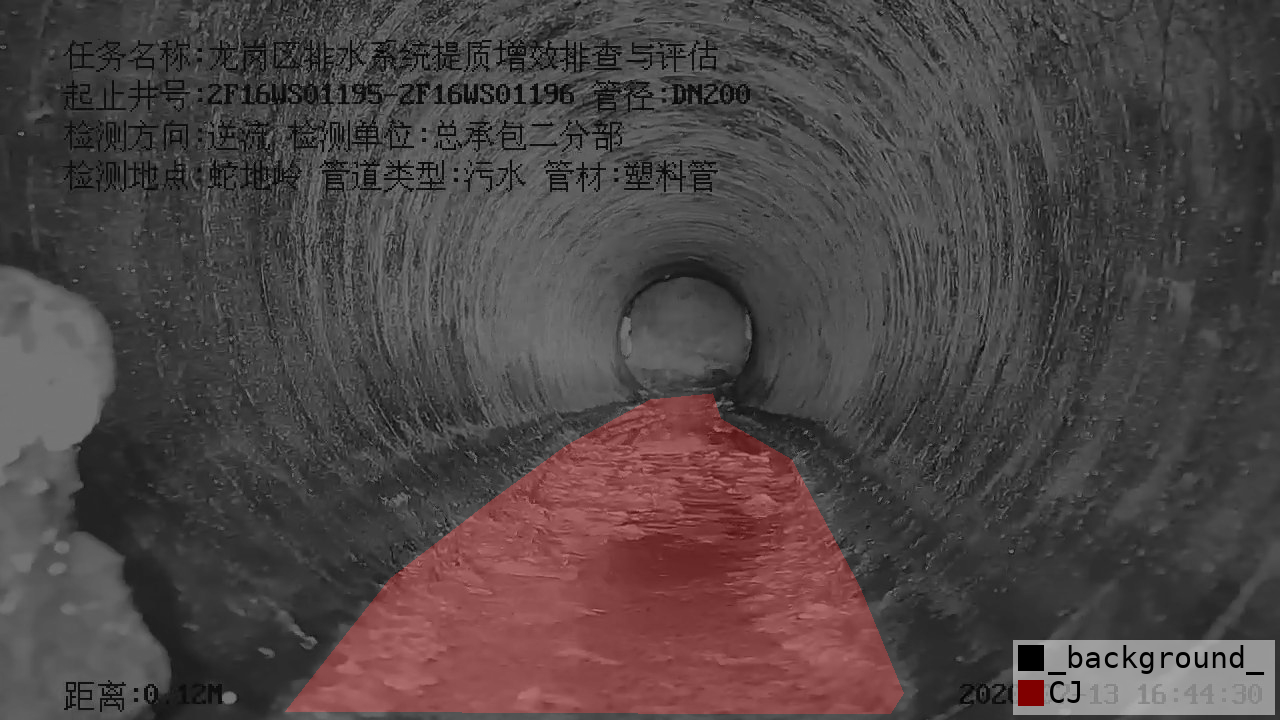 任务名称:龙岗区排水系统提质增效排查与评估
起止井号:2F16WS01195-2F16WS01196 管径:DN200
检测方向:逆流 检测单位:总承包二分部
检测地点:蛇地岭 管道类型:污水 管材:塑料管
_background_
CJ
距离:0.12M
13 16:44:30